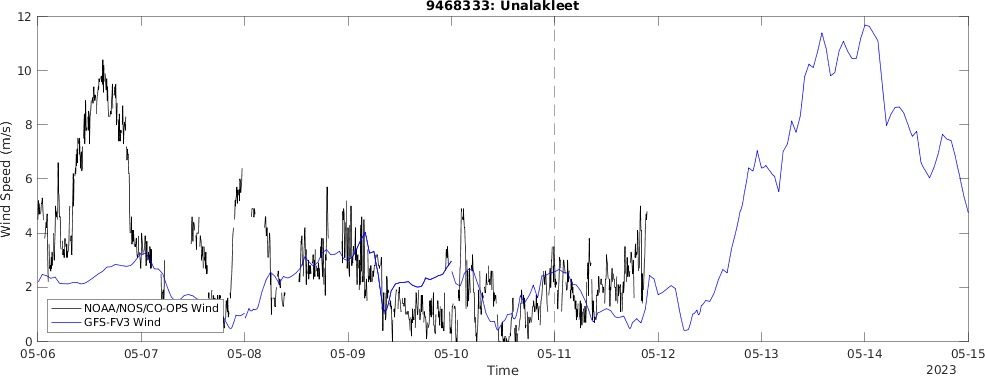 9468333: Unalakleet
12
10
8
6
4
2
0
Wind Speed (m/s)
NOAA/NOS/CO-OPS Wind
GFS-FV3 Wind
05-06 05-07 05-08 05-09 05-10 05-11 05-12 05-13 05-14 05-15
Time
2023